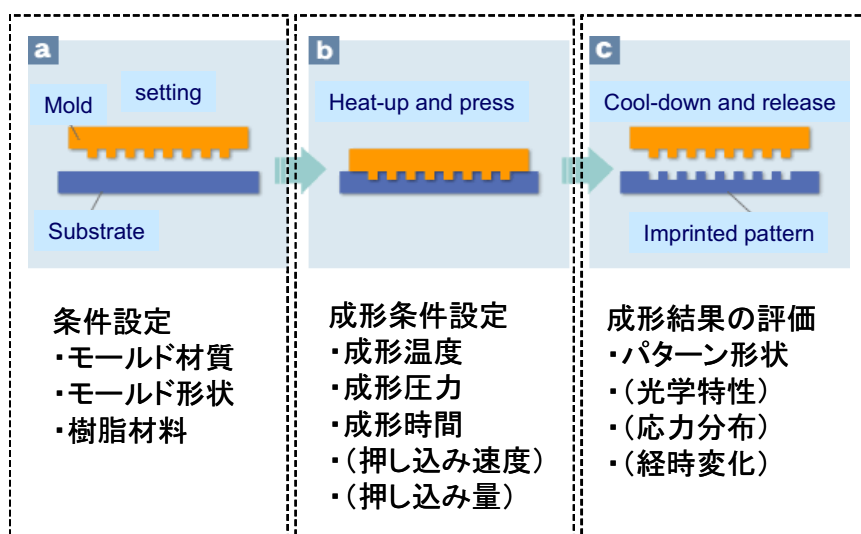 a
setting
Mold
Substrate
条件設定
・モールド材質
・モールド形状
・樹脂材料
b
Heat-up and press
成形条件設定
・成形温度
・成形圧力
・成形時間
・（押し込み速度）
・（押し込み量）
c
Cool-down and release
Imprinted pattern
成形結果の評価
・パターン形状
・（光学特性）
・（応力分布）
・（経時変化）